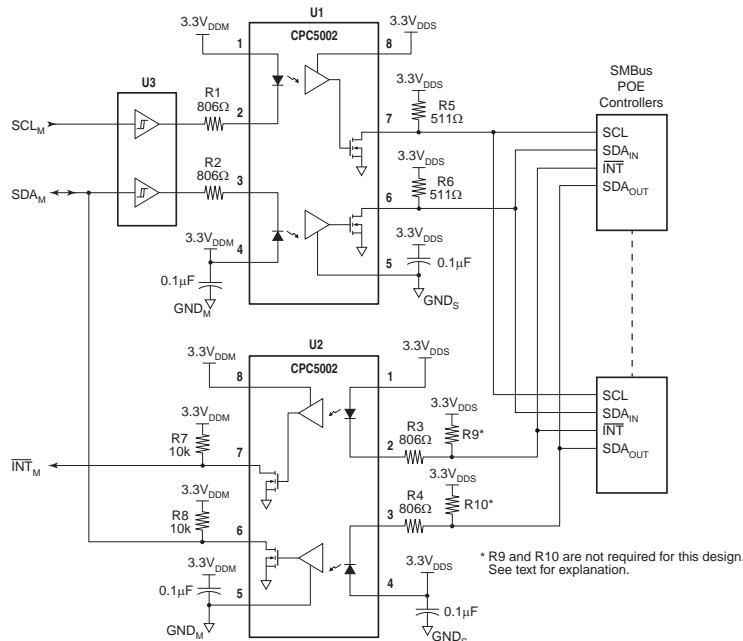 U1
CPC5002
3.3V_DDM
3.3V_DDS
1
8
U3
R1
806Ω
2
SCL_M
3.3V_DDS
R5
511Ω
7
R2
806Ω
3
SDA_M
3.3V_DDS
R6
511Ω
6
3.3V_DDM
4
0.1µF
GND_M
3.3V_DDS
0.1µF
5
GND_S
SMBus
POE
Controllers
SCL
SDA_IN
INT
SDA_OUT
U2
CPC5002
3.3V_DDM
8
3.3V_DDS
1
3.3V_DDM
R7
10k
7
INT_M
R3
806Ω
2
3.3V_DDS
R9*
3.3V_DDM
R8
10k
6
R4
806Ω
3
3.3V_DDS
R10*
3.3V_DDM
0.1µF
5
GND_M
3.3V_DDS
4
0.1µF
GND_S
SCL
SDA_IN
INT
SDA_OUT
* R9 and R10 are not required for this design.
See text for explanation.